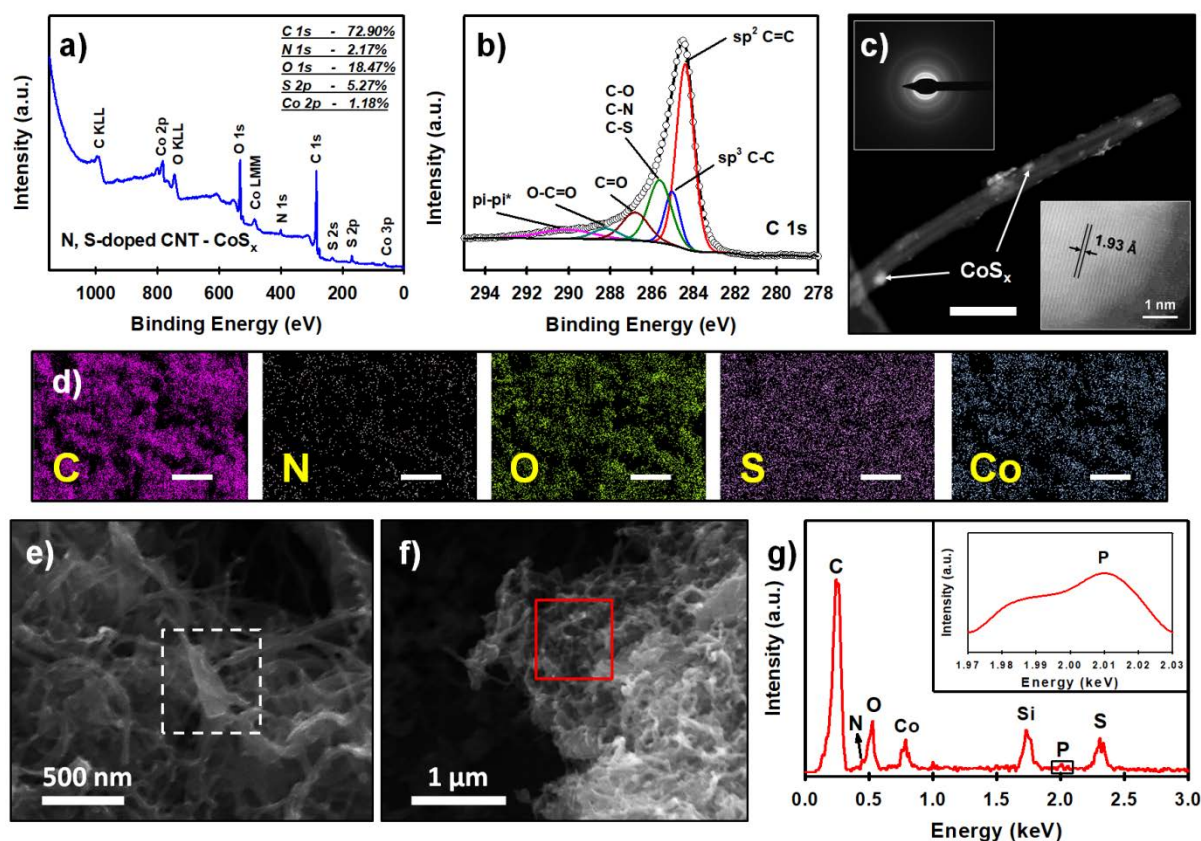 a)
C 1s - 72.90%
N 1s - 2.17%
O 1s - 18.47%
S 2p - 5.27%
Co 2p - 1.18%
C KLL
Co 2p
O KLL
O 1s
Co LMM
N 1s
C 1s
S 2s
S 2p
Co 3p
N, S-doped CNT - CoSₓ
Intensity (a.u.)
1000 800 600 400 200 0
Binding Energy (eV)
b)
sp² C=C
C-O
C-N
C-S
sp³ C-C
C=O
O-C=O
pi-pi*
C 1s
Intensity (a.u.)
294 292 290 288 286 284 282 280 278
Binding Energy (eV)
c)
CoSₓ
1.93 Å
1 nm
d)
C
N
O
S
Co
e)
500 nm
f)
1 µm
g)
C
N
O
Co
Si
P
S
Intensity (a.u.)
0.0 0.5 1.0 1.5 2.0 2.5 3.0
Energy (keV)
P
Intensity (a.u.)
1.97 1.98 1.99 2.00 2.01 2.02 2.03
Energy (keV)